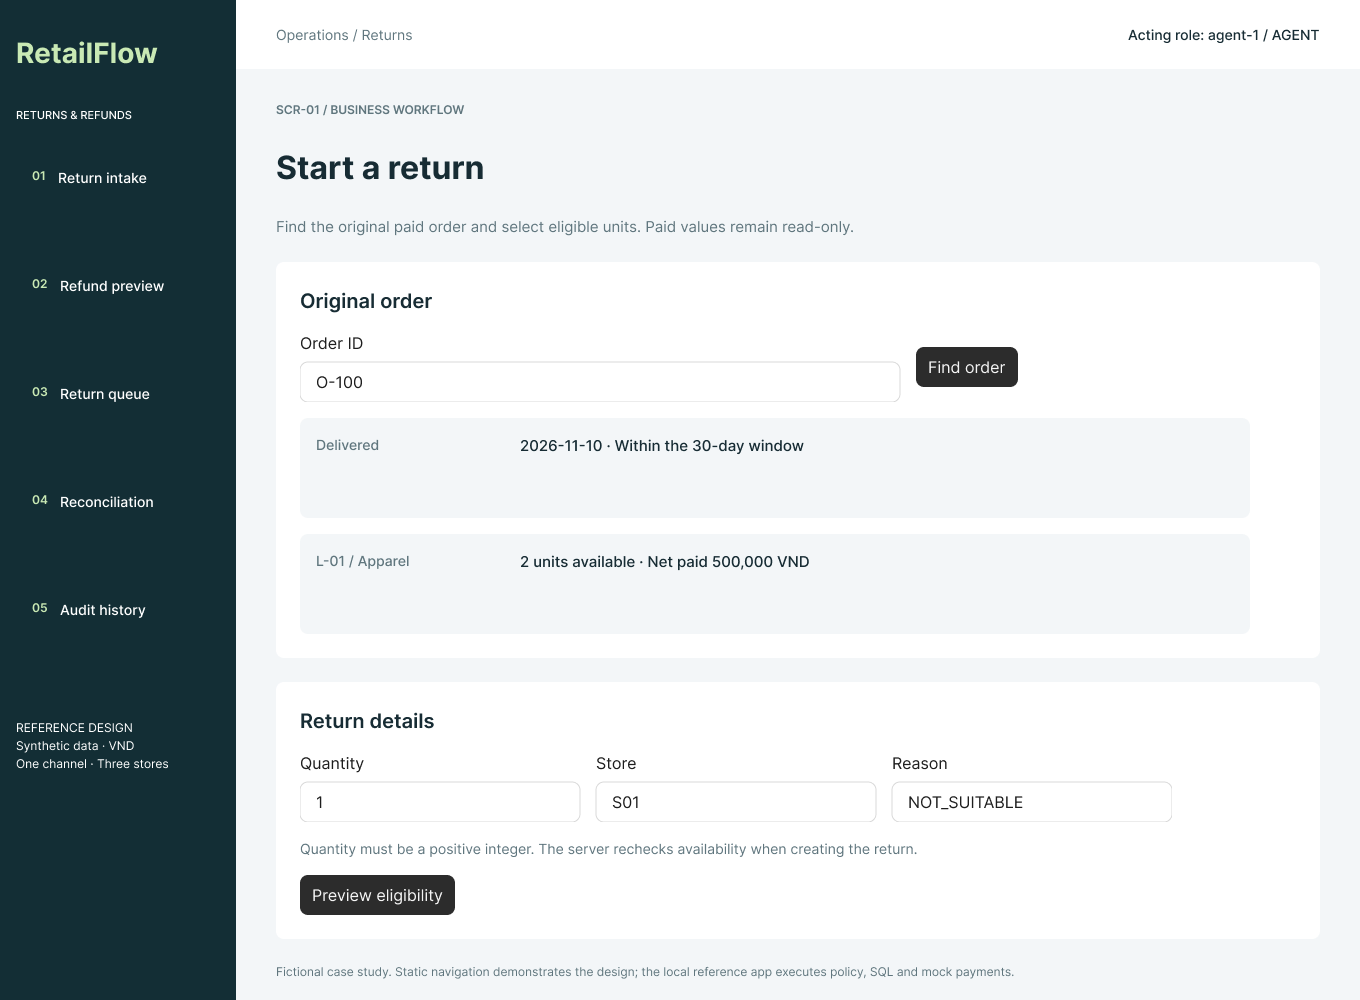 RetailFlow
RETURNS & REFUNDS
01 Return intake
02 Refund preview
03 Return queue
04 Reconciliation
05 Audit history
REFERENCE DESIGN
Synthetic data · VND
One channel · Three stores
Operations / Returns
Acting role: agent-1 / AGENT
SCR-01 / BUSINESS WORKFLOW
Start a return
Find the original paid order and select eligible units. Paid values remain read-only.
Original order
Order ID
O-100
Find order
Delivered 2026-11-10 · Within the 30-day window
L-01 / Apparel 2 units available · Net paid 500,000 VND
Return details
Quantity Store Reason
1 S01 NOT_SUITABLE
Quantity must be a positive integer. The server rechecks availability when creating the return.
Preview eligibility
Fictional case study. Static navigation demonstrates the design; the local reference app executes policy, SQL and mock payments.